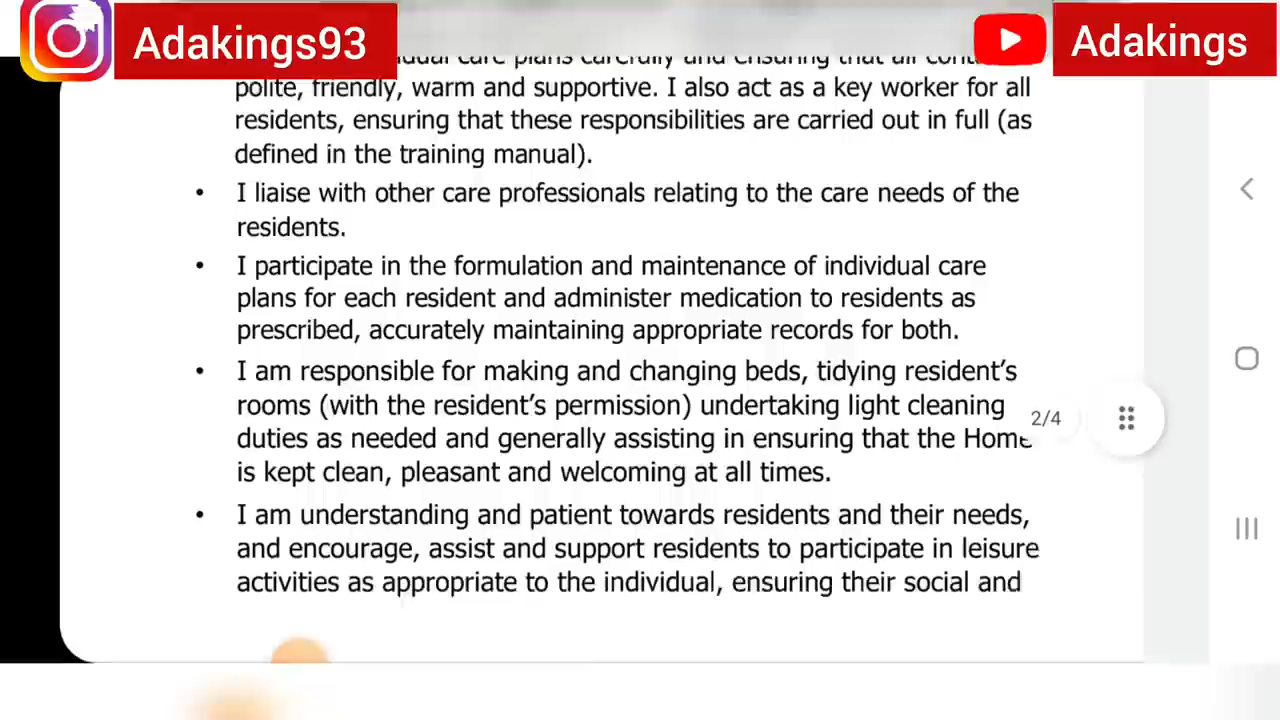 Adakings93
Adakings
care plans carefully and ensuring that all
polite, friendly, warm and supportive. I also act as a key worker for all
residents, ensuring that these responsibilities are carried out in full (as
defined in the training manual).
• I liaise with other care professionals relating to the care needs of the
residents.
• I participate in the formulation and maintenance of individual care
plans for each resident and administer medication to residents as
prescribed, accurately maintaining appropriate records for both.
• I am responsible for making and changing beds, tidying resident's
rooms (with the resident's permission) undertaking light cleaning
2/4
duties as needed and generally assisting in ensuring that the Home
is kept clean, pleasant and welcoming at all times.
• I am understanding and patient towards residents and their needs,
and encourage, assist and support residents to participate in leisure
activities as appropriate to the individual, ensuring their social and